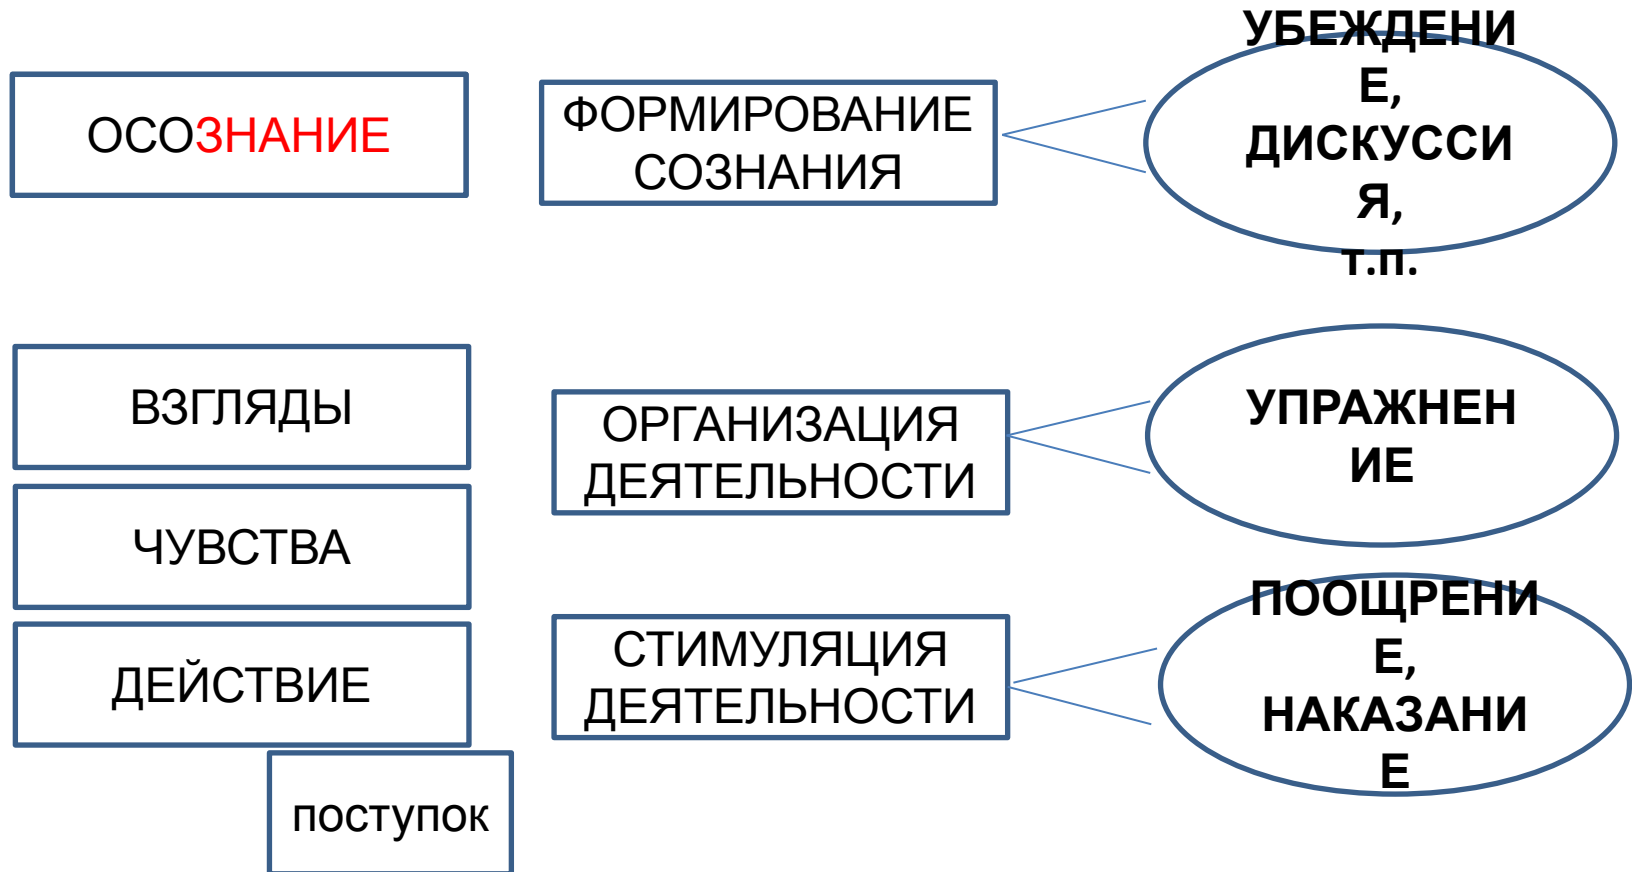 ОСОЗНАНИЕ
ФОРМИРОВАНИЕ
СОЗНАНИЯ
УБЕЖДЕНИ
Е,
ДИСКУССИ
Я,
т.п.
ВЗГЛЯДЫ
ЧУВСТВА
ДЕЙСТВИЕ
поступок
ОРГАНИЗАЦИЯ
ДЕЯТЕЛЬНОСТИ
УПРАЖНЕН
ИЕ
СТИМУЛЯЦИЯ
ДЕЯТЕЛЬНОСТИ
ПООЩРЕНИ
Е,
НАКАЗАНИ
Е